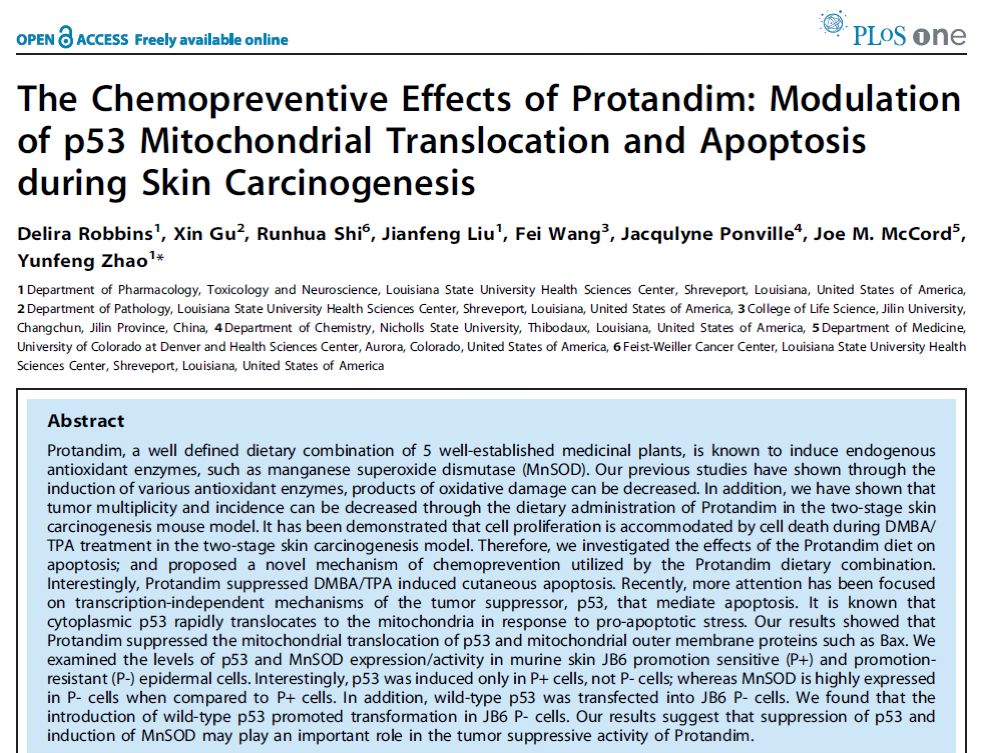 OPEN ACCESS Freely available online
PLoS one
The Chemopreventive Effects of Protandim: Modulation
of p53 Mitochondrial Translocation and Apoptosis
during Skin Carcinogenesis
Delira Robbins1, Xin Gu2, Runhua Shi6, Jianfeng Liu1, Fei Wang3, Jacqulyne Ponville4, Joe M. McCord5,
Yunfeng Zhao1*
1 Department of Pharmacology, Toxicology and Neuroscience, Louisiana State University Health Sciences Center, Shreveport, Louisiana, United States of America,
2 Department of Pathology, Louisiana State University Health Sciences Center, Shreveport, Louisiana, United States of America, 3 College of Life Science, Jilin University,
Changchun, Jilin Province, China, 4 Department of Chemistry, Nicholls State University, Thibodaux, Louisiana, United States of America, 5 Department of Medicine,
University of Colorado at Denver and Health Sciences Center, Aurora, Colorado, United States of America, 6 Feist-Weiller Cancer Center, Louisiana State University Health
Sciences Center, Shreveport, Louisiana, United States of America
Abstract
Protandim, a well defined dietary combination of 5 well-established medicinal plants, is known to induce endogenous
antioxidant enzymes, such as manganese superoxide dismutase (MnSOD). Our previous studies have shown through the
induction of various antioxidant enzymes, products of oxidative damage can be decreased. In addition, we have shown that
tumor multiplicity and incidence can be decreased through the dietary administration of Protandim in the two-stage skin
carcinogenesis mouse model. It has been demonstrated that cell proliferation is accommodated by cell death during DMBA/
TPA treatment in the two-stage skin carcinogenesis model. Therefore, we investigated the effects of the Protandim diet on
apoptosis; and proposed a novel mechanism of chemoprevention utilized by the Protandim dietary combination.
Interestingly, Protandim suppressed DMBA/TPA induced cutaneous apoptosis. Recently, more attention has been focused
on transcription-independent mechanisms of the tumor suppressor, p53, that mediate apoptosis. It is known that
cytoplasmic p53 rapidly translocates to the mitochondria in response to pro-apoptotic stress. Our results showed that
Protandim suppressed the mitochondrial translocation of p53 and mitochondrial outer membrane proteins such as Bax. We
examined the levels of p53 and MnSOD expression/activity in murine skin JB6 promotion sensitive (P+) and promotion-
resistant (P-) epidermal cells. Interestingly, p53 was induced only in P+ cells, not P- cells; whereas MnSOD is highly expressed
in P- cells when compared to P+ cells. In addition, wild-type p53 was transfected into JB6 P- cells. We found that the
introduction of wild-type p53 promoted transformation in JB6 P- cells. Our results suggest that suppression of p53 and
induction of MnSOD may play an important role in the tumor suppressive activity of Protandim.